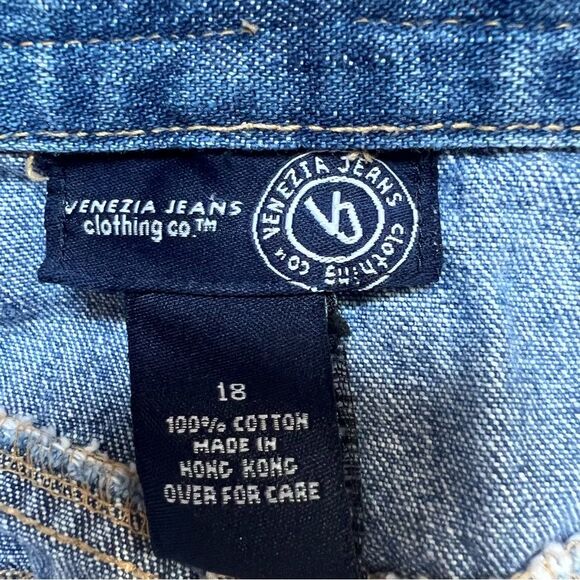 VENEZIA JEANS
clothing co.™
VENEZIA JEANS clothing co.
VJ
18
100% COTTON
MADE IN
HONG KONG
OVER FOR CARE